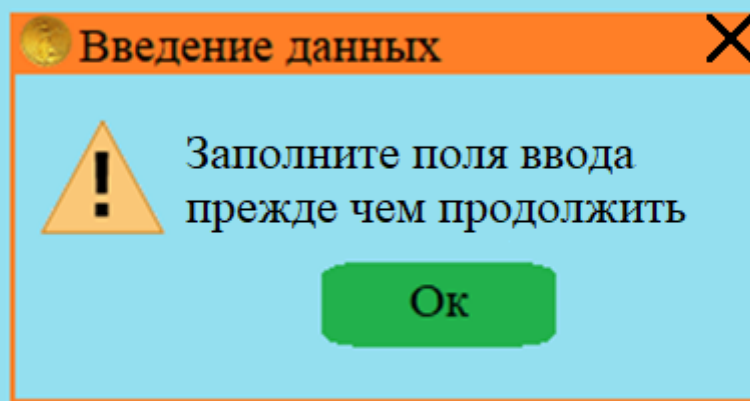 Введение данных
Заполните поля ввода
прежде чем продолжить
Ок